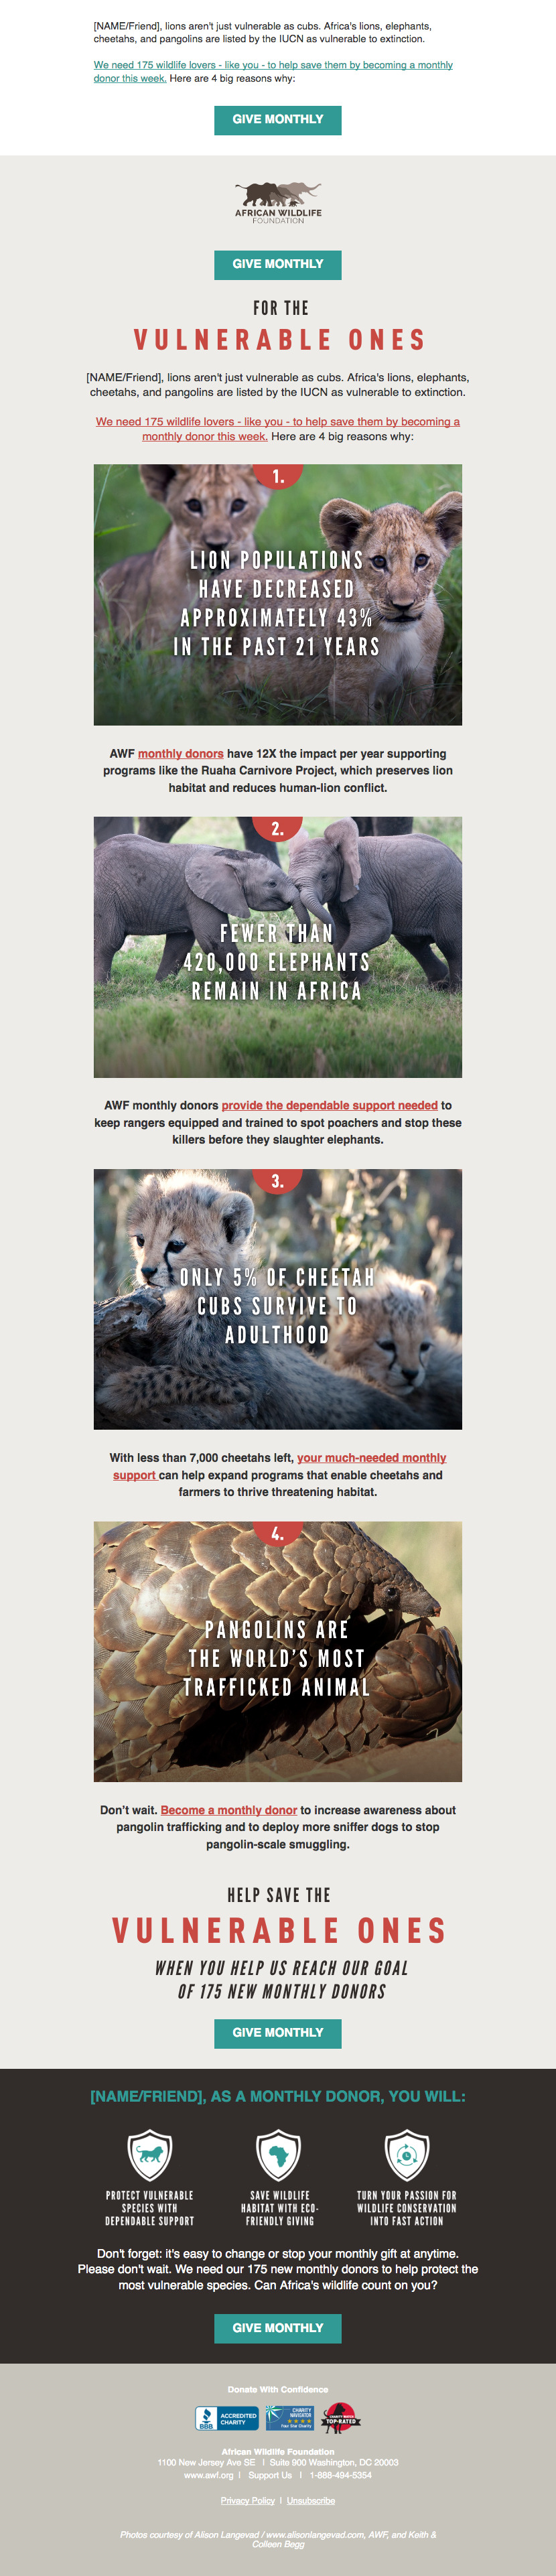 [NAME/Friend], lions aren't just vulnerable as cubs. Africa's lions, elephants,
cheetahs, and pangolins are listed by the IUCN as vulnerable to extinction.
We need 175 wildlife lovers - like you - to help save them by becoming a monthly
donor this week. Here are 4 big reasons why:
GIVE MONTHLY
AFRICAN WILDLIFE
FOUNDATION
GIVE MONTHLY
FOR THE
VULNERABLE ONES
[NAME/Friend], lions aren't just vulnerable as cubs. Africa's lions, elephants,
cheetahs, and pangolins are listed by the IUCN as vulnerable to extinction.
We need 175 wildlife lovers - like you - to help save them by becoming a
monthly donor this week. Here are 4 big reasons why:
1.
LION POPULATIONS
HAVE DECREASED
APPROXIMATELY 43%
IN THE PAST 21 YEARS
AWF monthly donors have 12X the impact per year supporting
programs like the Ruaha Carnivore Project, which preserves lion
habitat and reduces human-lion conflict.
2.
FEWER THAN
420,000 ELEPHANTS
REMAIN IN AFRICA
AWF monthly donors provide the dependable support needed to
keep rangers equipped and trained to spot poachers and stop these
killers before they slaughter elephants.
3.
ONLY 5% OF CHEETAH
CUBS SURVIVE TO
ADULTHOOD
With less than 7,000 cheetahs left, your much-needed monthly
support can help expand programs that enable cheetahs and
farmers to thrive threatening habitat.
4.
PANGOLINS ARE
THE WORLD'S MOST
TRAFFICKED ANIMAL
Don't wait. Become a monthly donor to increase awareness about
pangolin trafficking and to deploy more sniffer dogs to stop
pangolin-scale smuggling.
HELP SAVE THE
VULNERABLE ONES
WHEN YOU HELP US REACH OUR GOAL
OF 175 NEW MONTHLY DONORS
GIVE MONTHLY
[NAME/FRIEND], AS A MONTHLY DONOR, YOU WILL:
PROTECT VULNERABLE
SPECIES WITH
DEPENDABLE SUPPORT
SAVE WILDLIFE
HABITAT WITH ECO-
FRIENDLY GIVING
TURN YOUR PASSION FOR
WILDLIFE CONSERVATION
INTO FAST ACTION
Don't forget: it's easy to change or stop your monthly gift at anytime.
Please don't wait. We need our 175 new monthly donors to help protect the
most vulnerable species. Can Africa's wildlife count on you?
GIVE MONTHLY
Donate With Confidence
BBB
ACCREDITED
CHARITY
CHARITY
NAVIGATOR
Four Star Charity
CHARITY WATCH
TOP-RATED
African Wildlife Foundation
1100 New Jersey Ave SE | Suite 900 Washington, DC 20003
www.awf.org | Support Us | 1-888-494-5354
Privacy Policy | Unsubscribe
Photos courtesy of Alison Langevad / www.alisonlangevad.com, AWF, and Keith &
Colleen Begg